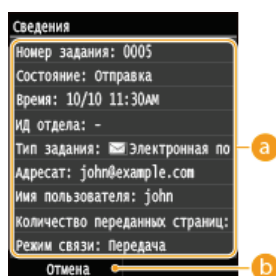 Сведения
Номер задания: 0005
Состояние: Отправка
Время: 10/10 11:30AM
ИД отдела: -
Тип задания: Электронная по
a
Адресат: john@example.com
Имя пользователя: john
Количество переданных страниц:
Режим связи: Передача
Отмена
b